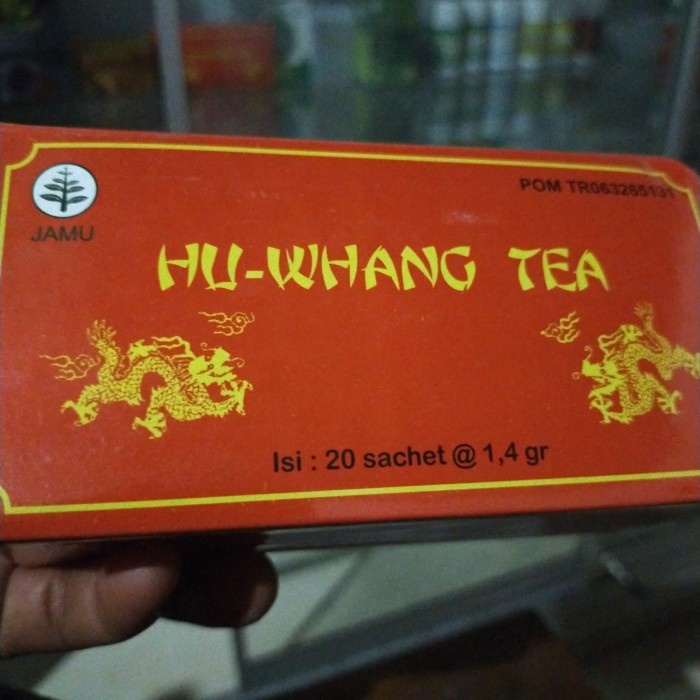 POM TR063265131
JAMU
HU-WHANG TEA
Isi : 20 sachet @ 1,4 gr